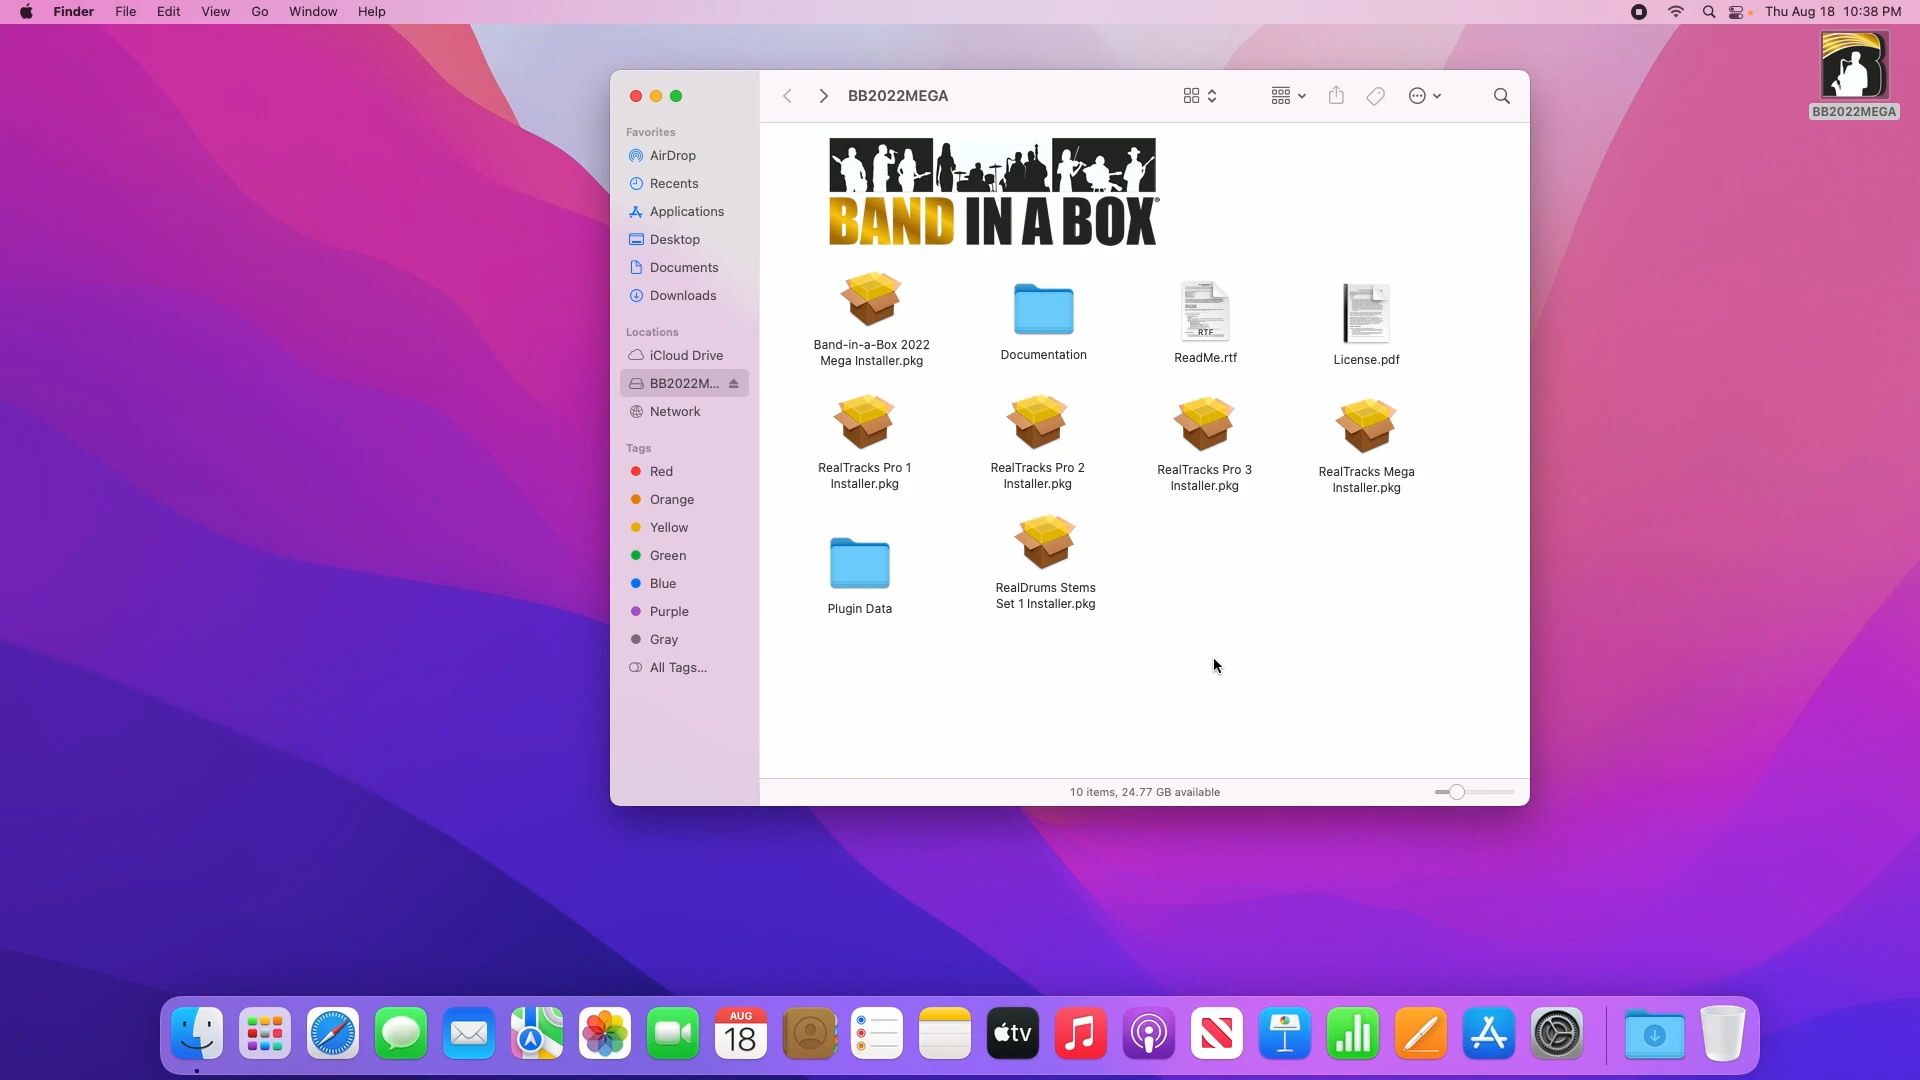 Finder File Edit View Go Window Help
Thu Aug 18 10:38 PM
BB2022MEGA
BB2022MEGA
Favorites
AirDrop
Recents
Applications
Desktop
Documents
Downloads
Locations
iCloud Drive
BB2022M...
Network
Tags
Red
Orange
Yellow
Green
Blue
Purple
Gray
All Tags...
BAND IN A BOX®
Band-in-a-Box 2022
Mega Installer.pkg
Documentation
RTF
ReadMe.rtf
License.pdf
RealTracks Pro 1
Installer.pkg
RealTracks Pro 2
Installer.pkg
RealTracks Pro 3
Installer.pkg
RealTracks Mega
Installer.pkg
Plugin Data
RealDrums Stems
Set 1 Installer.pkg
10 items, 24.77 GB available
AUG
18
tv